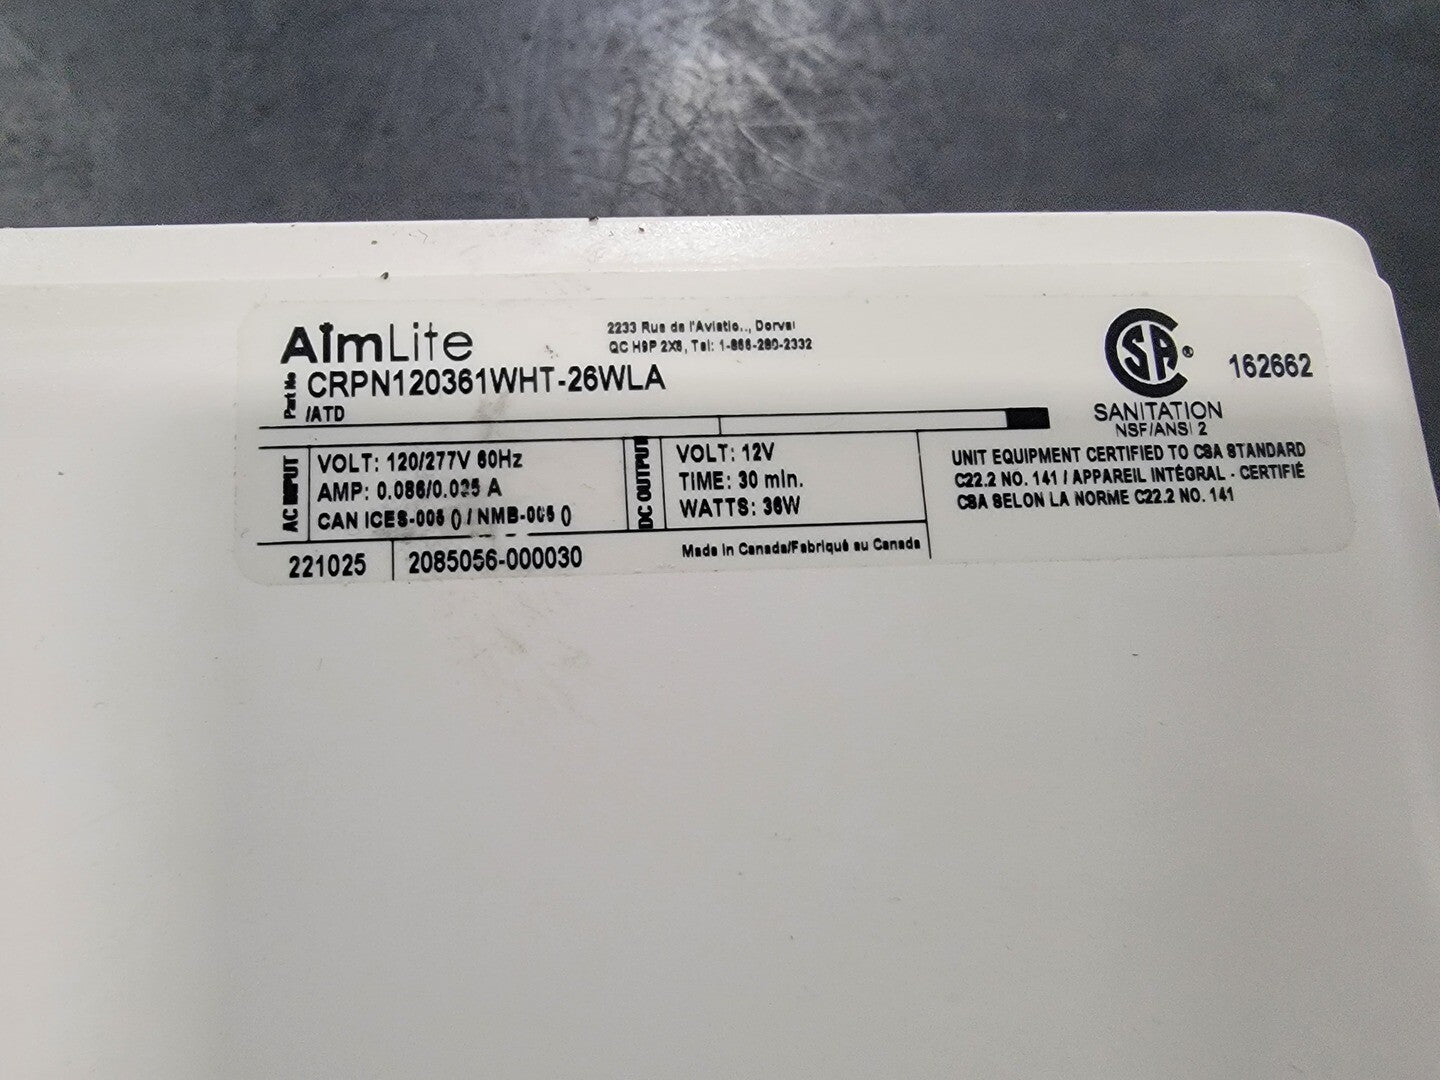 AimLite
2233 Rue de l'Aviatio.., Dorval
QC H9P 2X6, Tel: 1-866-280-2332
Part No CRPN120361WHT-26WLA
/ATD
AC INPUT
VOLT: 120/277V 60Hz
AMP: 0.086/0.035 A
CAN ICES-005 () / NMB-005 ()
DC OUTPUT
VOLT: 12V
TIME: 30 min.
WATTS: 36W
221025
2085056-000030
Made in Canada/Fabriqué au Canada
CSA®
162662
SANITATION
NSF/ANSI 2
UNIT EQUIPMENT CERTIFIED TO CSA STANDARD
C22.2 NO. 141 / APPAREIL INTÉGRAL - CERTIFIÉ
CSA SELON LA NORME C22.2 NO. 141